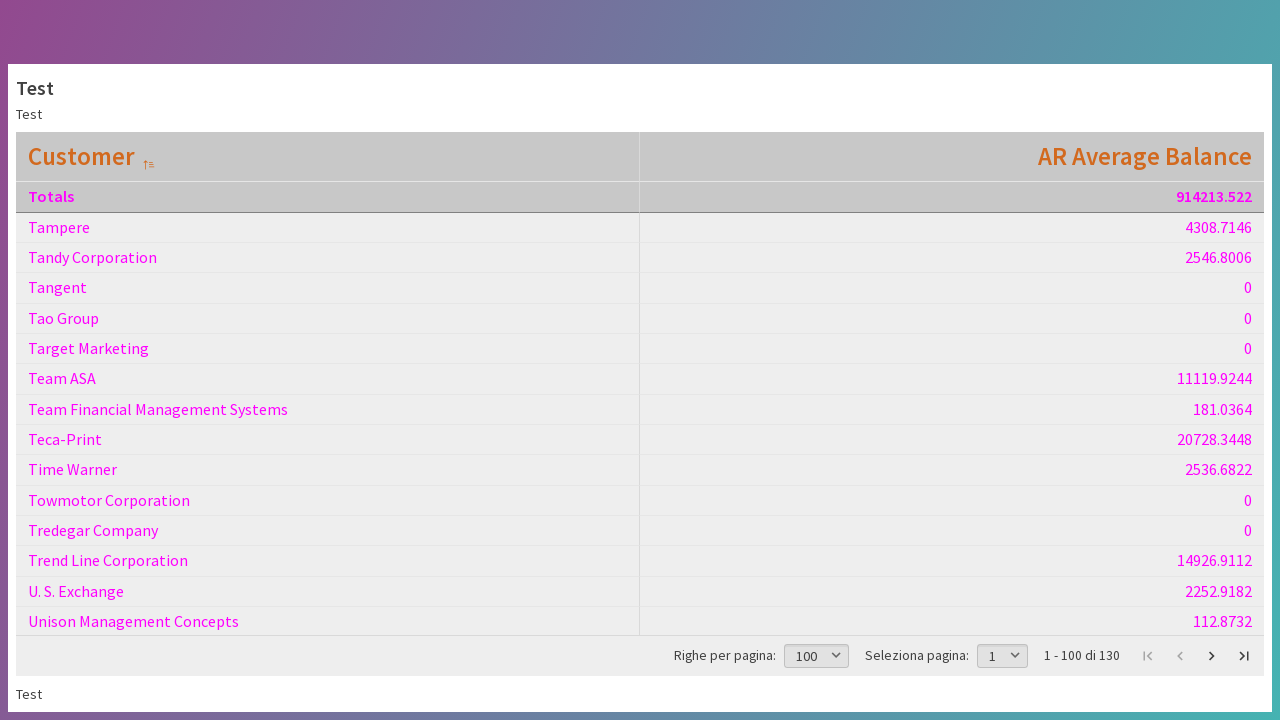 Test
Test
Customer AR Average Balance
Totals 914213.522
Tampere 4308.7146
Tandy Corporation 2546.8006
Tangent 0
Tao Group 0
Target Marketing 0
Team ASA 11119.9244
Team Financial Management Systems 181.0364
Teca-Print 20728.3448
Time Warner 2536.6822
Towmotor Corporation 0
Tredegar Company 0
Trend Line Corporation 14926.9112
U. S. Exchange 2252.9182
Unison Management Concepts 112.8732
Righe per pagina: 100 Seleziona pagina: 1 1 - 100 di 130
Test